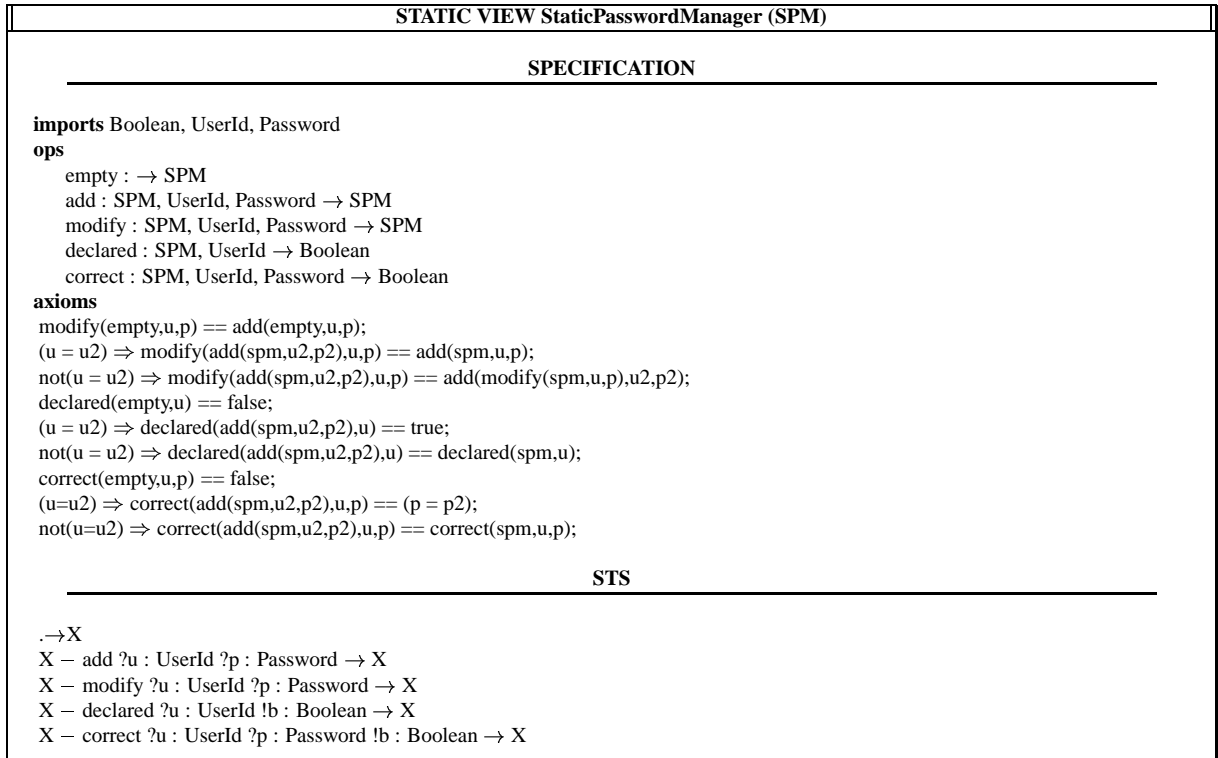 STATIC VIEW StaticPasswordManager (SPM)
SPECIFICATION
imports Boolean, UserId, Password
ops
empty : → SPM
add : SPM, UserId, Password → SPM
modify : SPM, UserId, Password → SPM
declared : SPM, UserId → Boolean
correct : SPM, UserId, Password → Boolean
axioms
modify(empty,u,p) == add(empty,u,p);
(u = u2) ⇒ modify(add(spm,u2,p2),u,p) == add(spm,u,p);
not(u = u2) ⇒ modify(add(spm,u2,p2),u,p) == add(modify(spm,u,p),u2,p2);
declared(empty,u) == false;
(u = u2) ⇒ declared(add(spm,u2,p2),u) == true;
not(u = u2) ⇒ declared(add(spm,u2,p2),u) == declared(spm,u);
correct(empty,u,p) == false;
(u=u2) ⇒ correct(add(spm,u2,p2),u,p) == (p = p2);
not(u=u2) ⇒ correct(add(spm,u2,p2),u,p) == correct(spm,u,p);
STS
.→X
X − add ?u : UserId ?p : Password → X
X − modify ?u : UserId ?p : Password → X
X − declared ?u : UserId !b : Boolean → X
X − correct ?u : UserId ?p : Password !b : Boolean → X